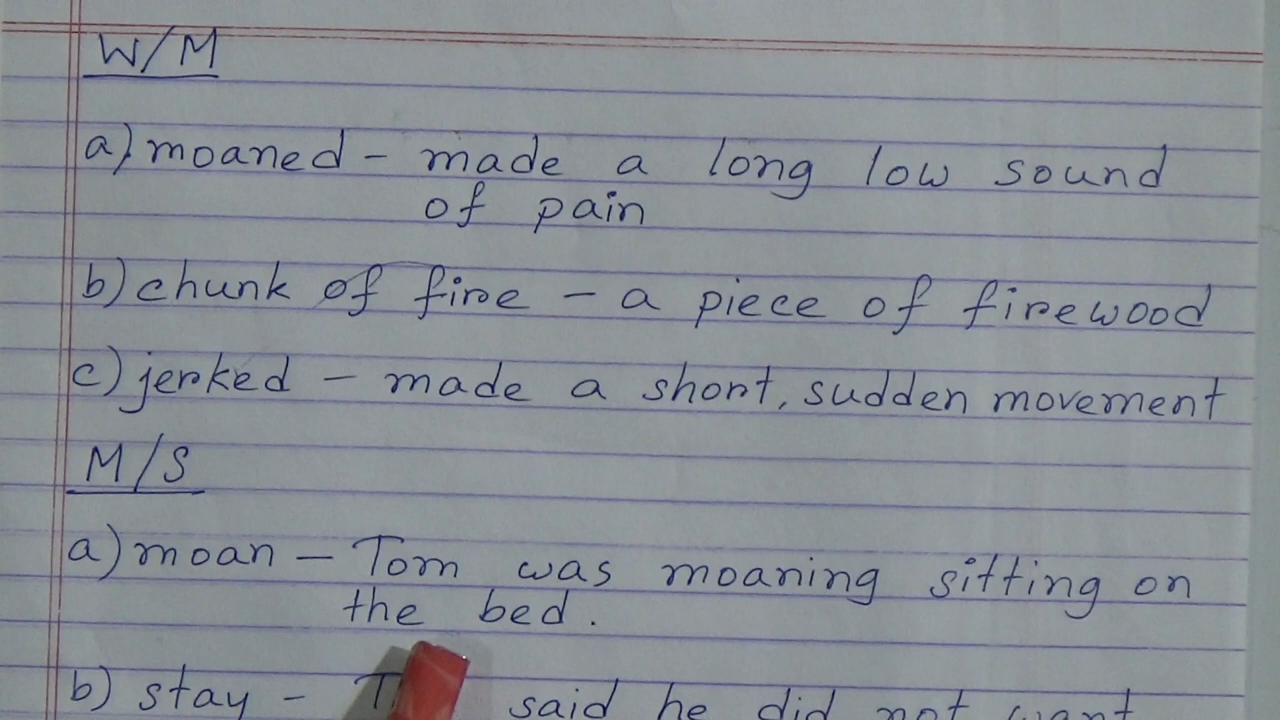 W/M
a) moaned - made a long low sound
of pain
b) chunk of fire - a piece of firewood
c) jerked - made a short, sudden movement
M/S
a) moan - Tom was moaning sitting on
the bed.
b) stay - said he did not want